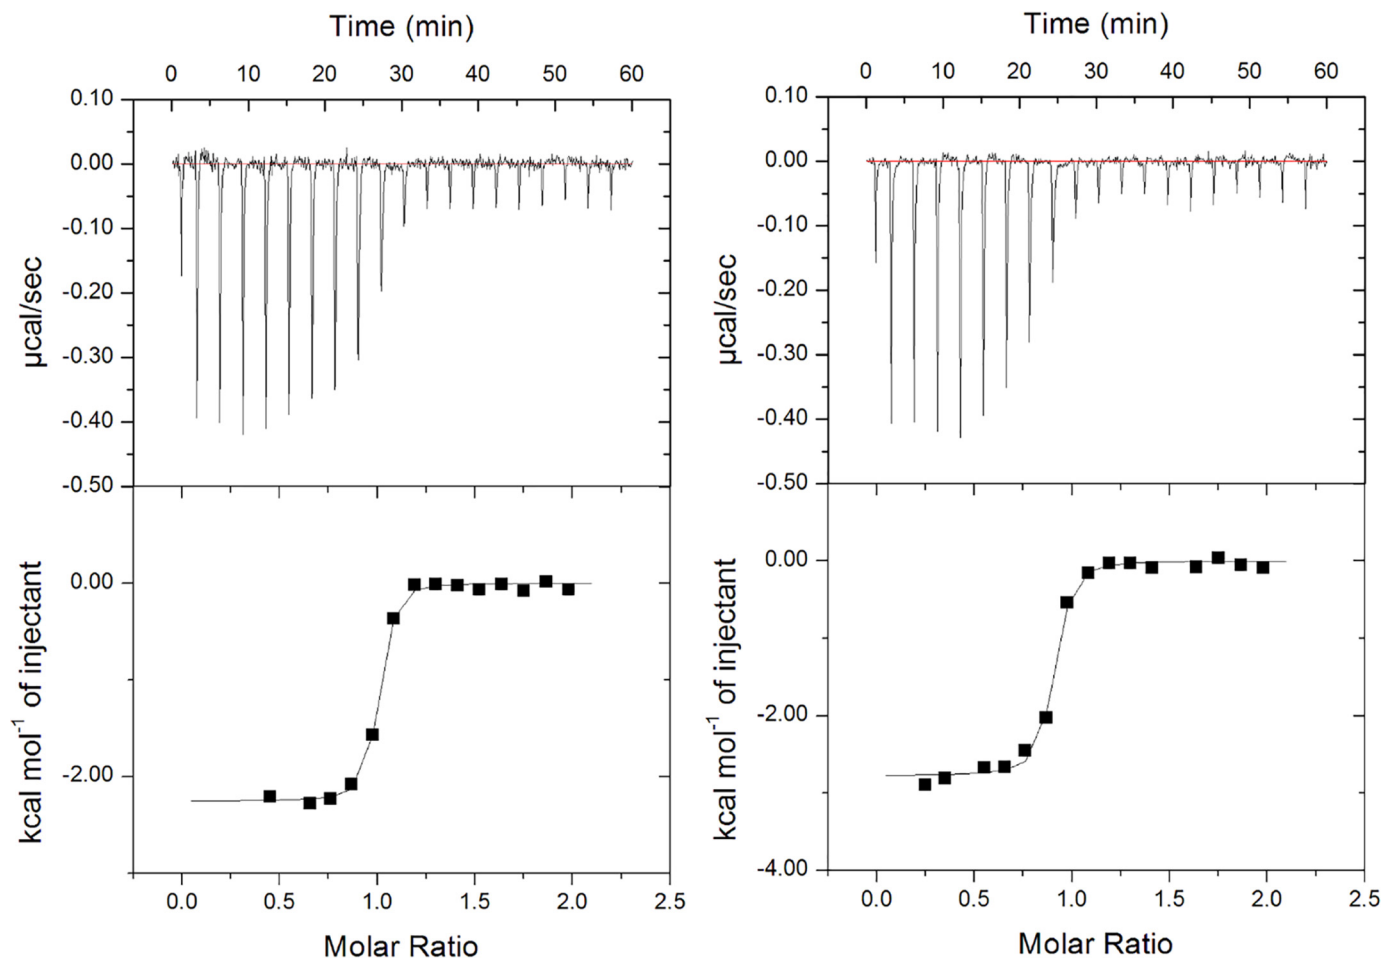 Time (min)
0 10 20 30 40 50 60
0.10
0.00
-0.10
-0.20
-0.30
-0.40
-0.50
µcal/sec
0.00
-2.00
kcal mol⁻¹ of injectant
0.0 0.5 1.0 1.5 2.0 2.5
Molar Ratio
Time (min)
0 10 20 30 40 50 60
0.10
0.00
-0.10
-0.20
-0.30
-0.40
-0.50
µcal/sec
0.00
-2.00
-4.00
kcal mol⁻¹ of injectant
0.0 0.5 1.0 1.5 2.0 2.5
Molar Ratio